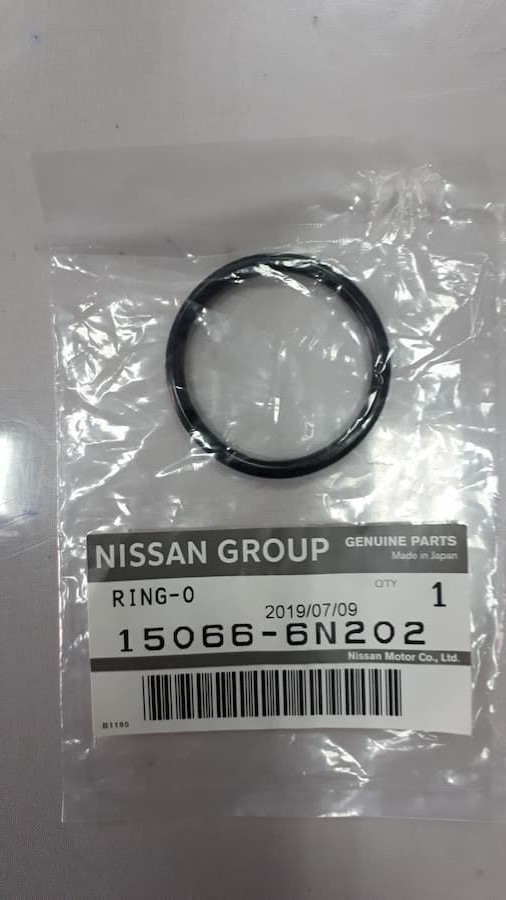 NISSAN GROUP GENUINE PARTS
Made in Japan
RING-O Q'TY 1
2019/07/09
15066-6N202
Nissan Motor Co., Ltd.
B1195